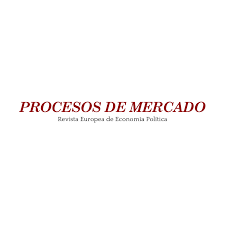 PROCESOS DE MERCADO
Revista Europea de Economía Política